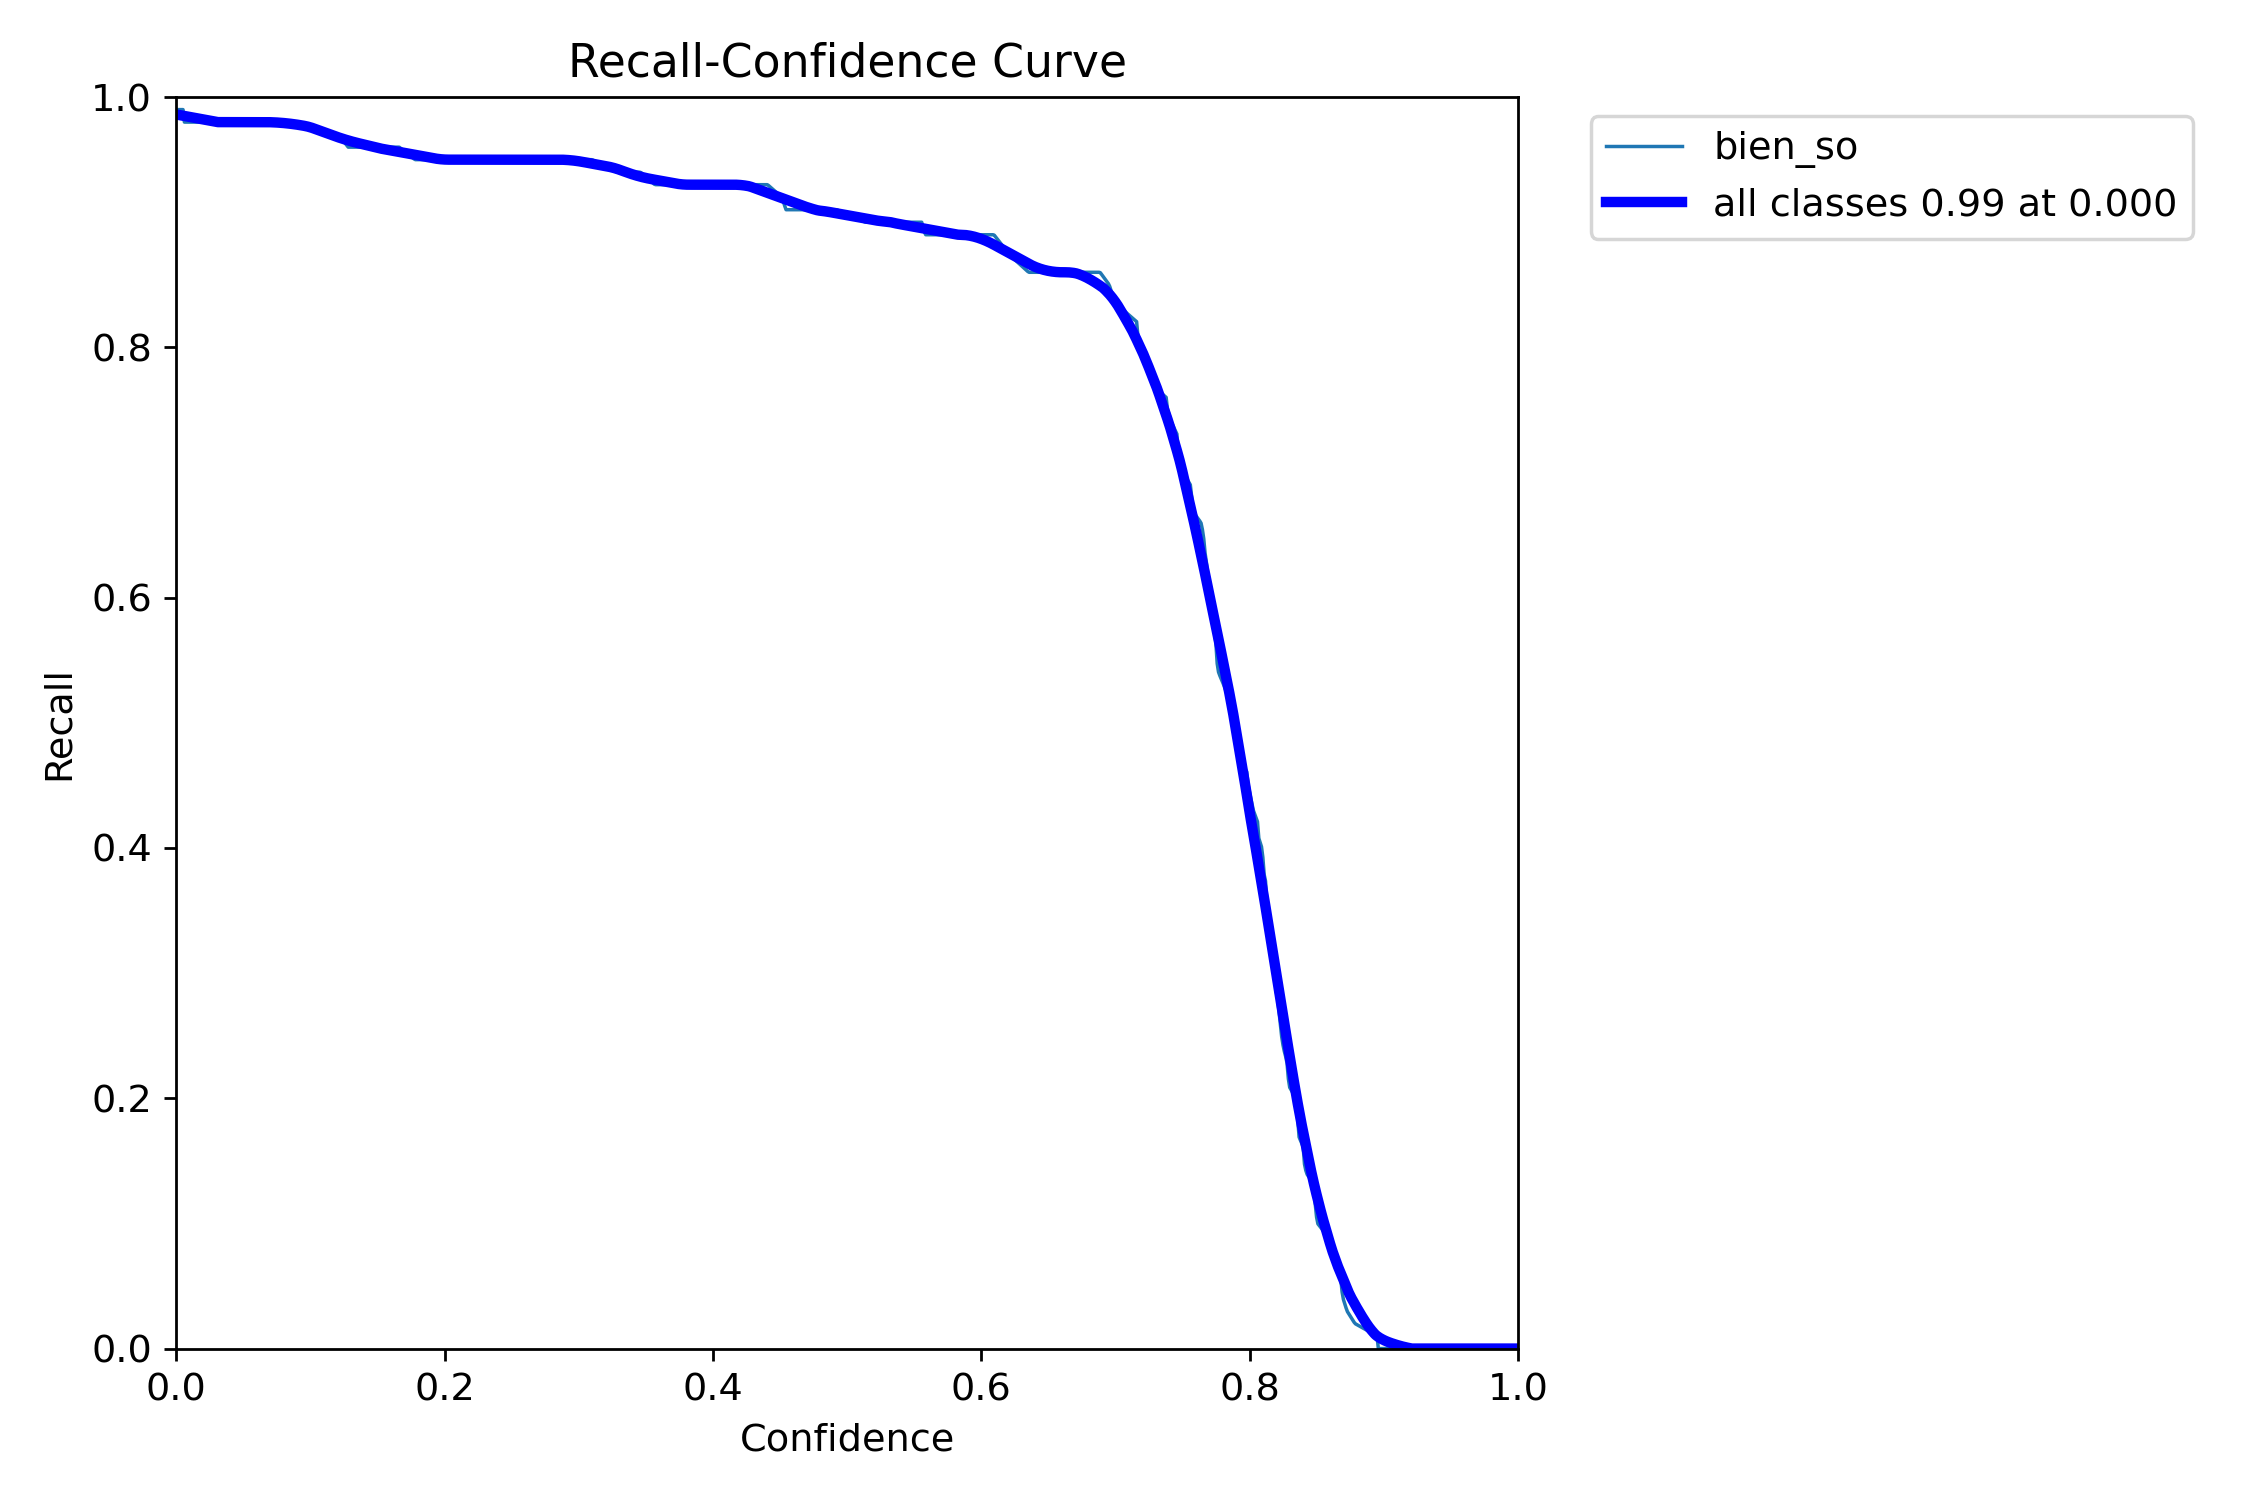 Recall-Confidence Curve
bien_so
all classes 0.99 at 0.000
1.0
0.8
0.6
0.4
0.2
0.0
Recall
0.0 0.2 0.4 0.6 0.8 1.0
Confidence